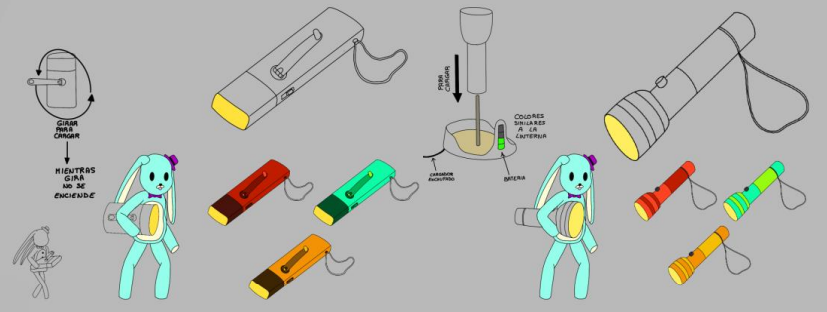 GIRAR
PARA
CARGAR
MIENTRAS
GIRA
NO SE
ENCIENDE
PARA
CARGAR
COLORES
SIMILARES
A LA
LINTERNA
CARGADOR
ENCHUFADO
BATERIA